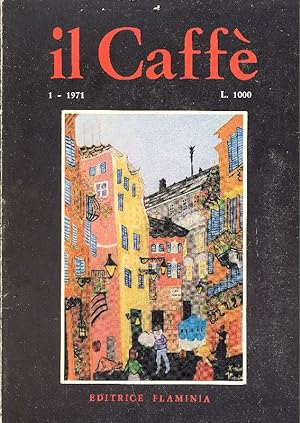 il Caffè
1 - 1971 L. 1000
EDITRICE FLAMINIA